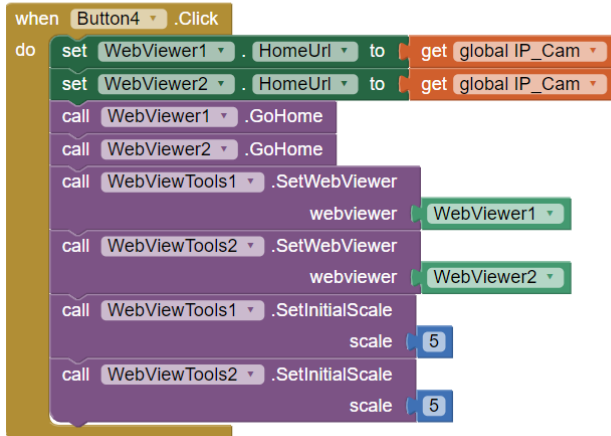 when Button4 .Click
do set WebViewer1 . HomeUrl to get global IP_Cam
set WebViewer2 . HomeUrl to get global IP_Cam
call WebViewer1 .GoHome
call WebViewer2 .GoHome
call WebViewTools1 .SetWebViewer
webviewer WebViewer1
call WebViewTools2 .SetWebViewer
webviewer WebViewer2
call WebViewTools1 .SetInitialScale
scale 5
call WebViewTools2 .SetInitialScale
scale 5